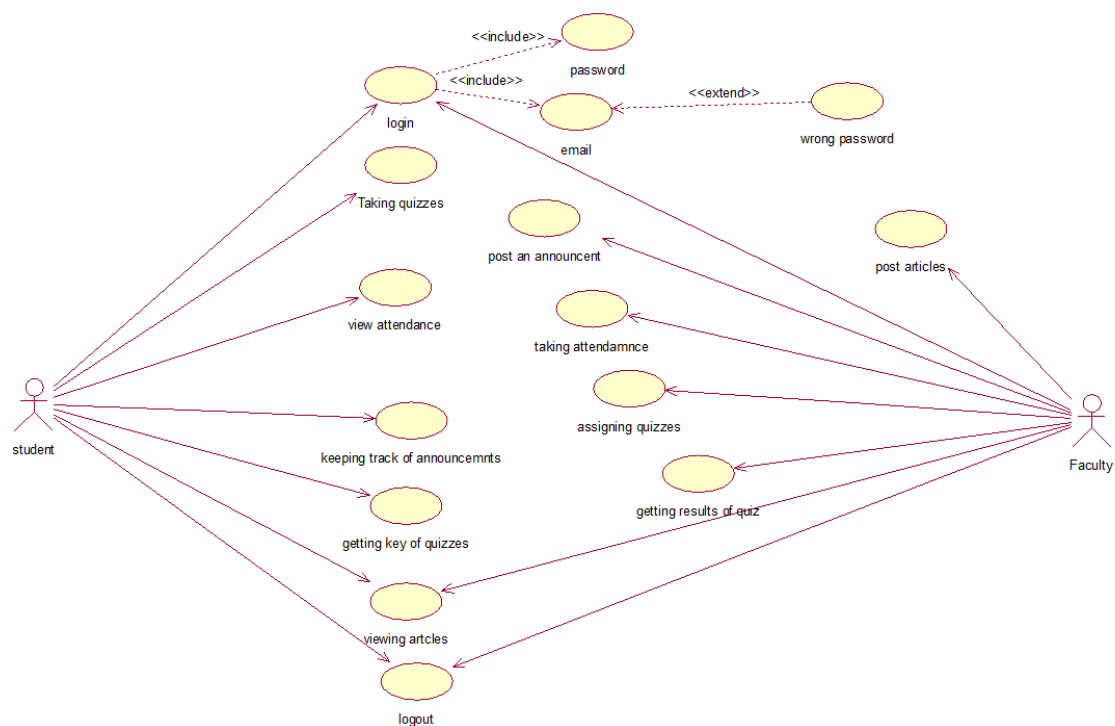 <<include>>
password
<<include>>
<<extend>>
login
email
wrong password
Taking quizzes
post an announcent
post articles
view attendance
taking attendamnce
student
assigning quizzes
Faculty
keeping track of announcemnts
getting results of quiz
getting key of quizzes
viewing artcles
logout